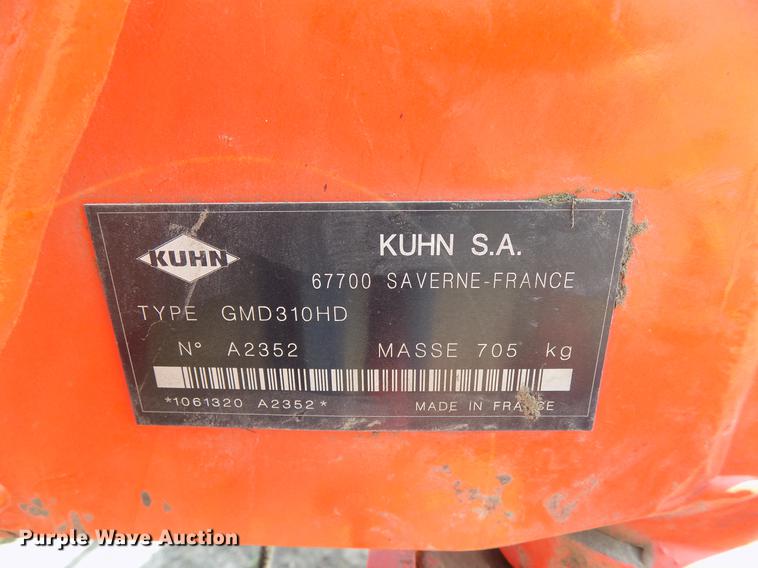 KUHN
KUHN S.A.
67700 SAVERNE-FRANCE
TYPE GMD310HD
N° A2352 MASSE 705 kg
*1061320 A2352* MADE IN FRANCE
Purple Wave Auction